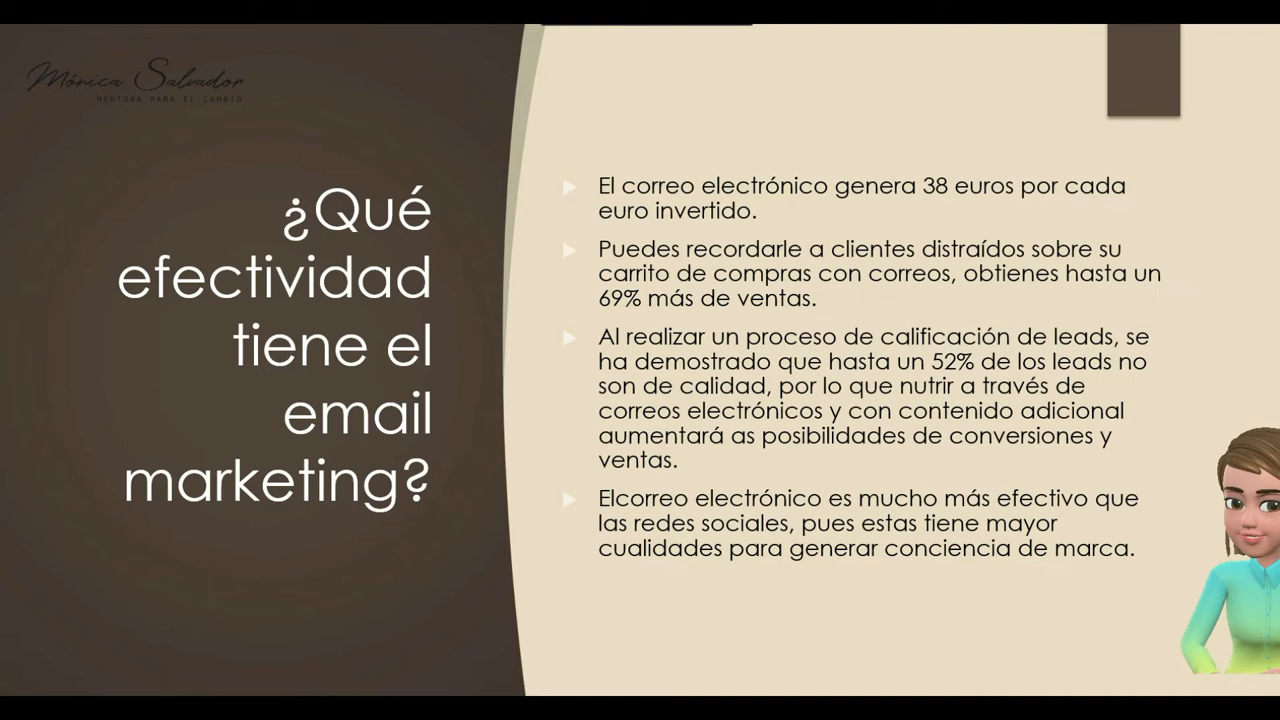 Mónica Salvador
MENTORA PARA EL CAMBIO
¿Qué
efectividad
tiene el
email
marketing?
El correo electrónico genera 38 euros por cada
euro invertido.
Puedes recordarle a clientes distraídos sobre su
carrito de compras con correos, obtienes hasta un
69% más de ventas.
Al realizar un proceso de calificación de leads, se
ha demostrado que hasta un 52% de los leads no
son de calidad, por lo que nutrir a través de
correos electrónicos y con contenido adicional
aumentará as posibilidades de conversiones y
ventas.
Elcorreo electrónico es mucho más efectivo que
las redes sociales, pues estas tiene mayor
cualidades para generar conciencia de marca.